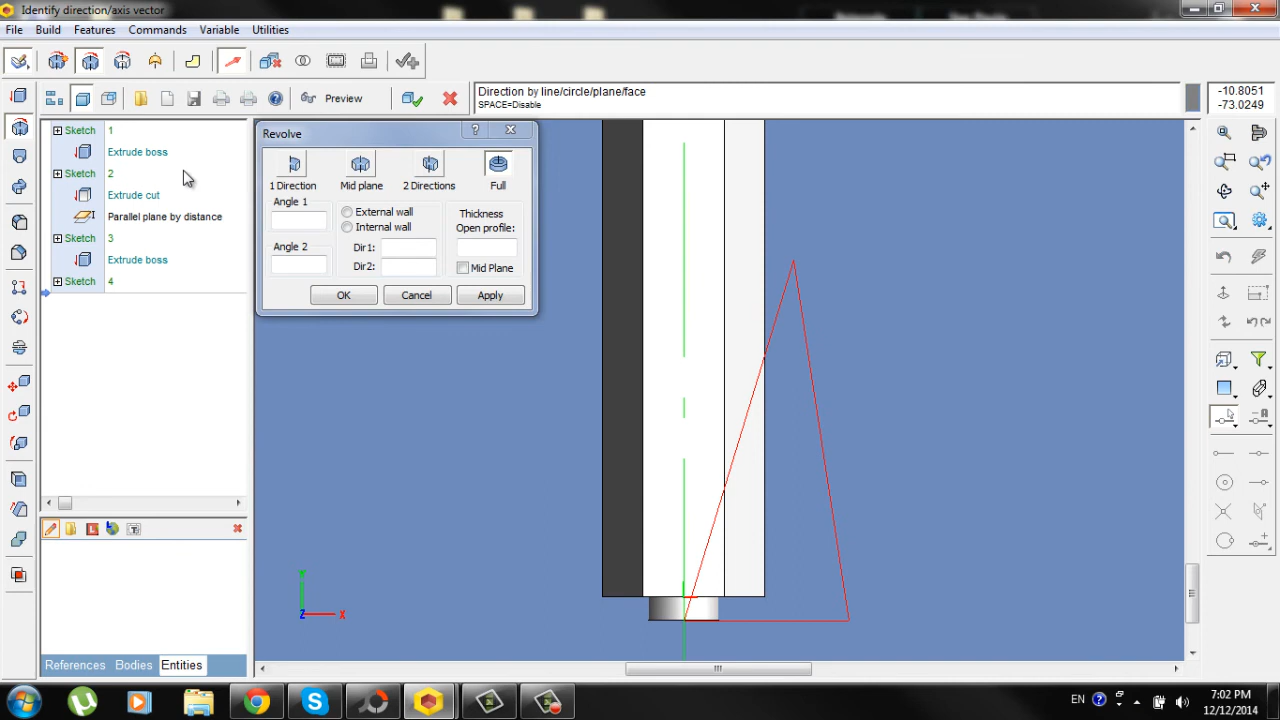 Identify direction/axis vector
File Build Features Commands Variable Utilities
Preview
Direction by line/circle/plane/face
SPACE=Disable
-10.8051
-73.0249
Sketch 1
Extrude boss
Sketch 2
Extrude cut
Parallel plane by distance
Sketch 3
Extrude boss
Sketch 4
Revolve
1 Direction Mid plane 2 Directions Full
Angle 1
External wall
Internal wall
Thickness
Open profile:
Angle 2
Dir1:
Dir2:
Mid Plane
OK Cancel Apply
Z X
References Bodies Entities
EN
7:02 PM
12/12/2014